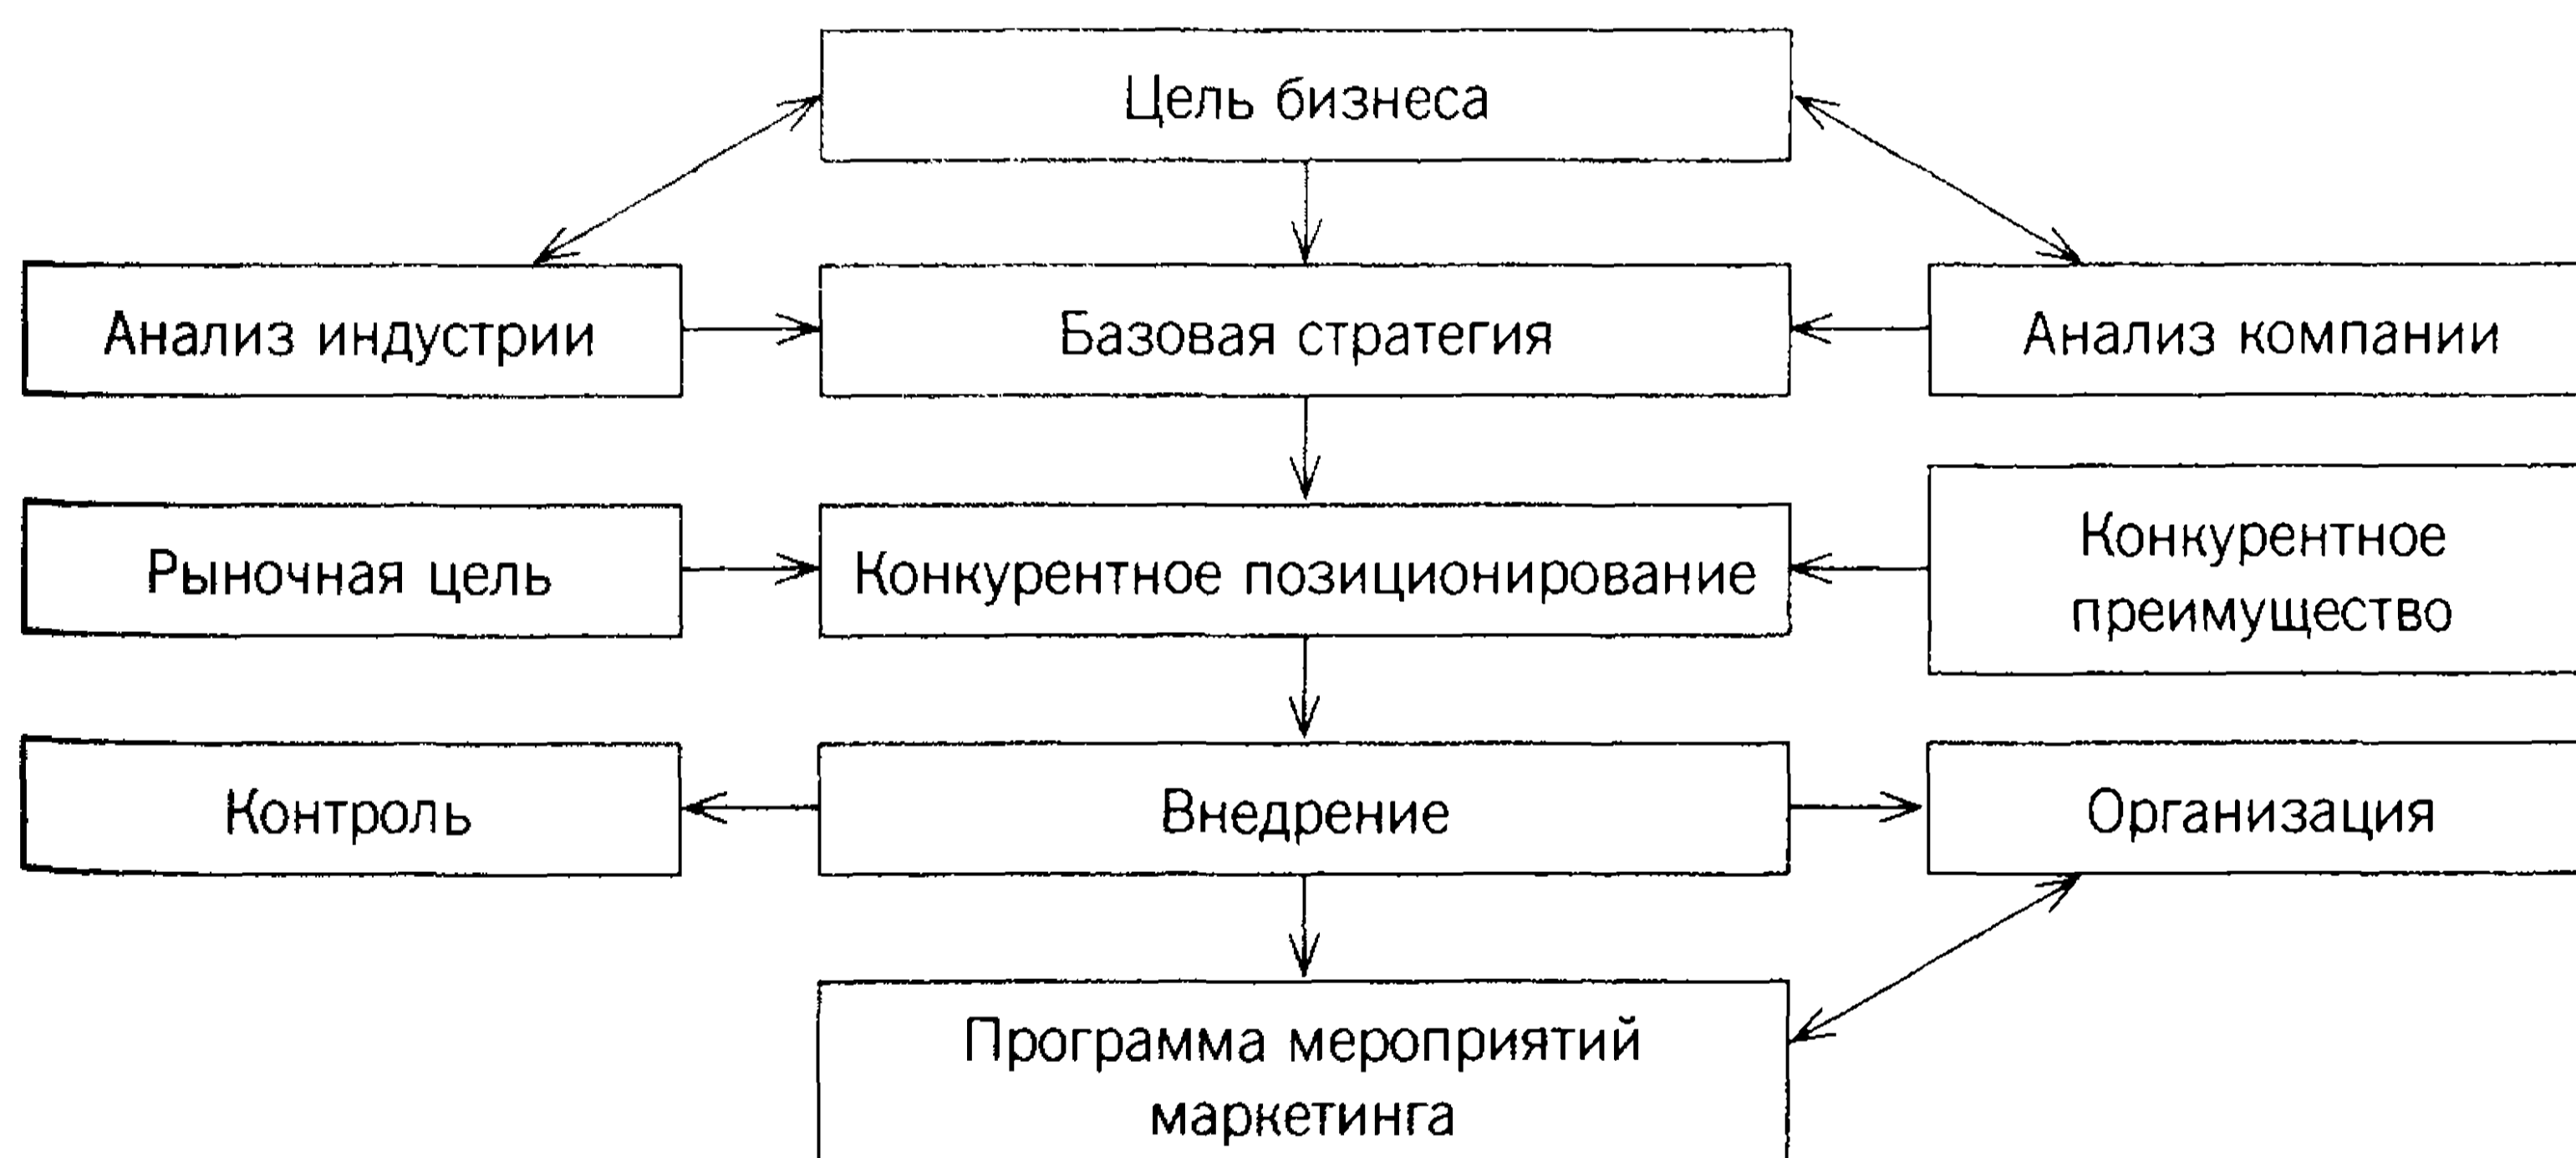 Цель бизнеса
Анализ индустрии
Базовая стратегия
Анализ компании
Рыночная цель
Конкурентное позиционирование
Конкурентное
преимущество
Контроль
Внедрение
Организация
Программа мероприятий
маркетинга